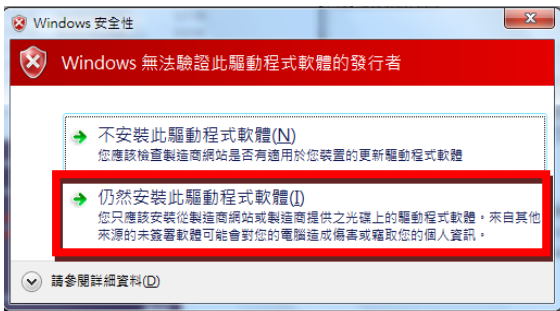 Windows 安全性
Windows 無法驗證此驅動程式軟體的發行者
不安裝此驅動程式軟體(N)
您應該檢查製造商網站是否有適用於您裝置的更新驅動程式軟體
仍然安裝此驅動程式軟體(I)
您只應該安裝從製造商網站或製造商提供之光碟上的驅動程式軟體。來自其他
來源的未簽署軟體可能會對您的電腦造成傷害或竊取您的個人資訊。
請參閱詳細資料(D)